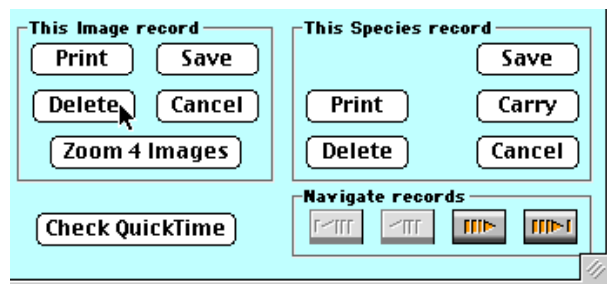 This Image record
Print Save
Delete Cancel
Zoom 4 Images
Check QuickTime
This Species record
Save
Print Carry
Delete Cancel
Navigate records